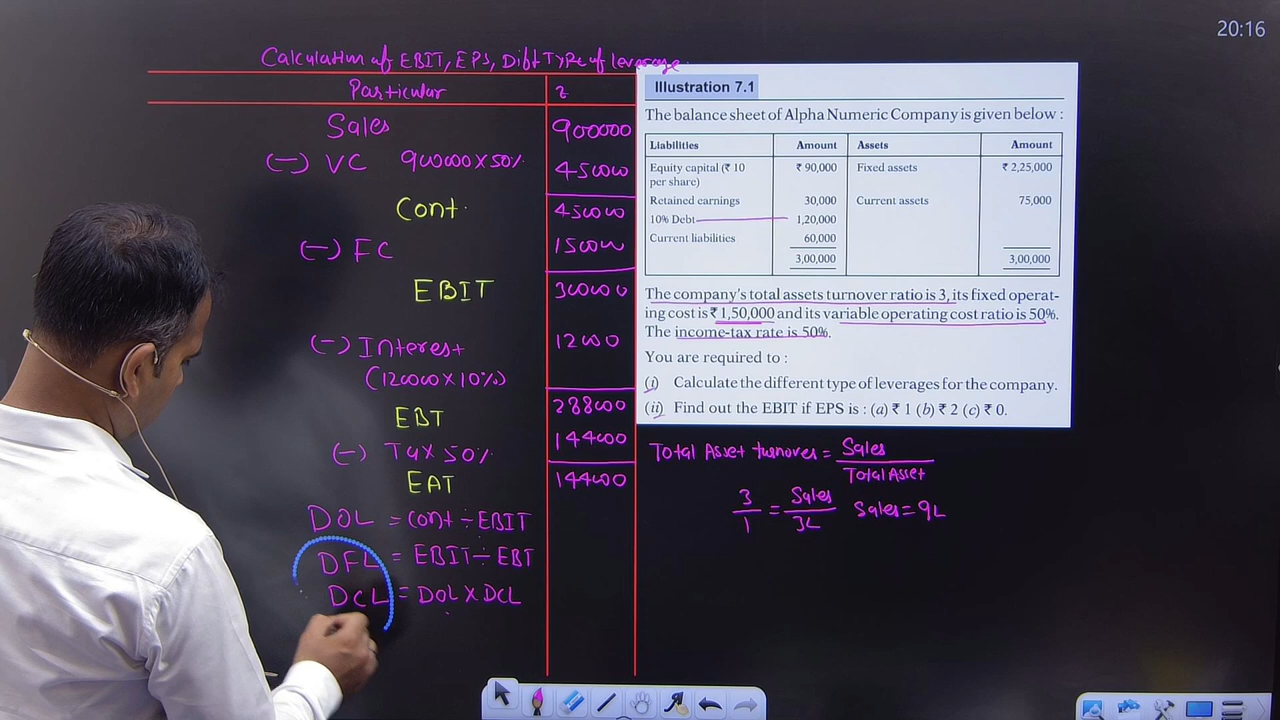 20:16
Calculation of EBIT, EPS, Difft Type of leverage.
Particular ₹
Sales 900000
(-) VC 900000 x 50% 450000
Cont. 450000
(-) FC 150000
EBIT 300000
(-) Interest 12000
(120000 x 10%)
EBT 288000
(-) Tax 50% 144000
EAT 144000
DOL = Cont ÷ EBIT
DFL = EBIT ÷ EBT
DCL = DOL x DCL
Illustration 7.1
The balance sheet of Alpha Numeric Company is given below :
Liabilities Amount Assets Amount
Equity capital (₹ 10 ₹ 90,000 Fixed assets ₹ 2,25,000
per share)
Retained earnings 30,000 Current assets 75,000
10% Debt 1,20,000
Current liabilities 60,000
3,00,000 3,00,000
The company's total assets turnover ratio is 3, its fixed operat-
ing cost is ₹ 1,50,000 and its variable operating cost ratio is 50%.
The income-tax rate is 50%.
You are required to :
(i) Calculate the different type of leverages for the company.
(ii) Find out the EBIT if EPS is : (a) ₹ 1 (b) ₹ 2 (c) ₹ 0.
Total Asset turnover = Sales
Total Asset
3 = Sales Sales = 9L
1 3L